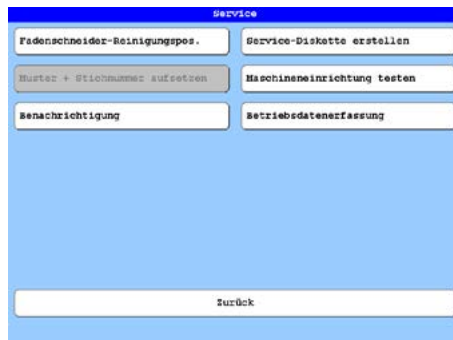 Service
Fadenschneider-Reinigungspos.
Service-Diskette erstellen
Muster + Stichnummer aufsetzen
Maschineneinrichtung testen
Benachrichtigung
Betriebsdatenerfassung
Zurück